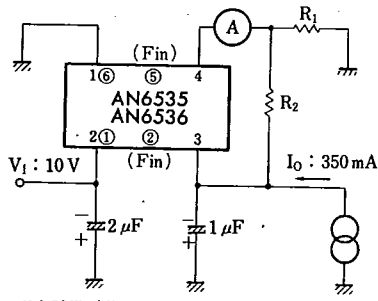 (Fin)
A
R₁
1⑥ ⑤ 4
AN6535
AN6536
R₂
2① ② 3
(Fin)
V₁ : 10 V
I₀ : 350 mA
−
+
2 μF
−
+
1 μF